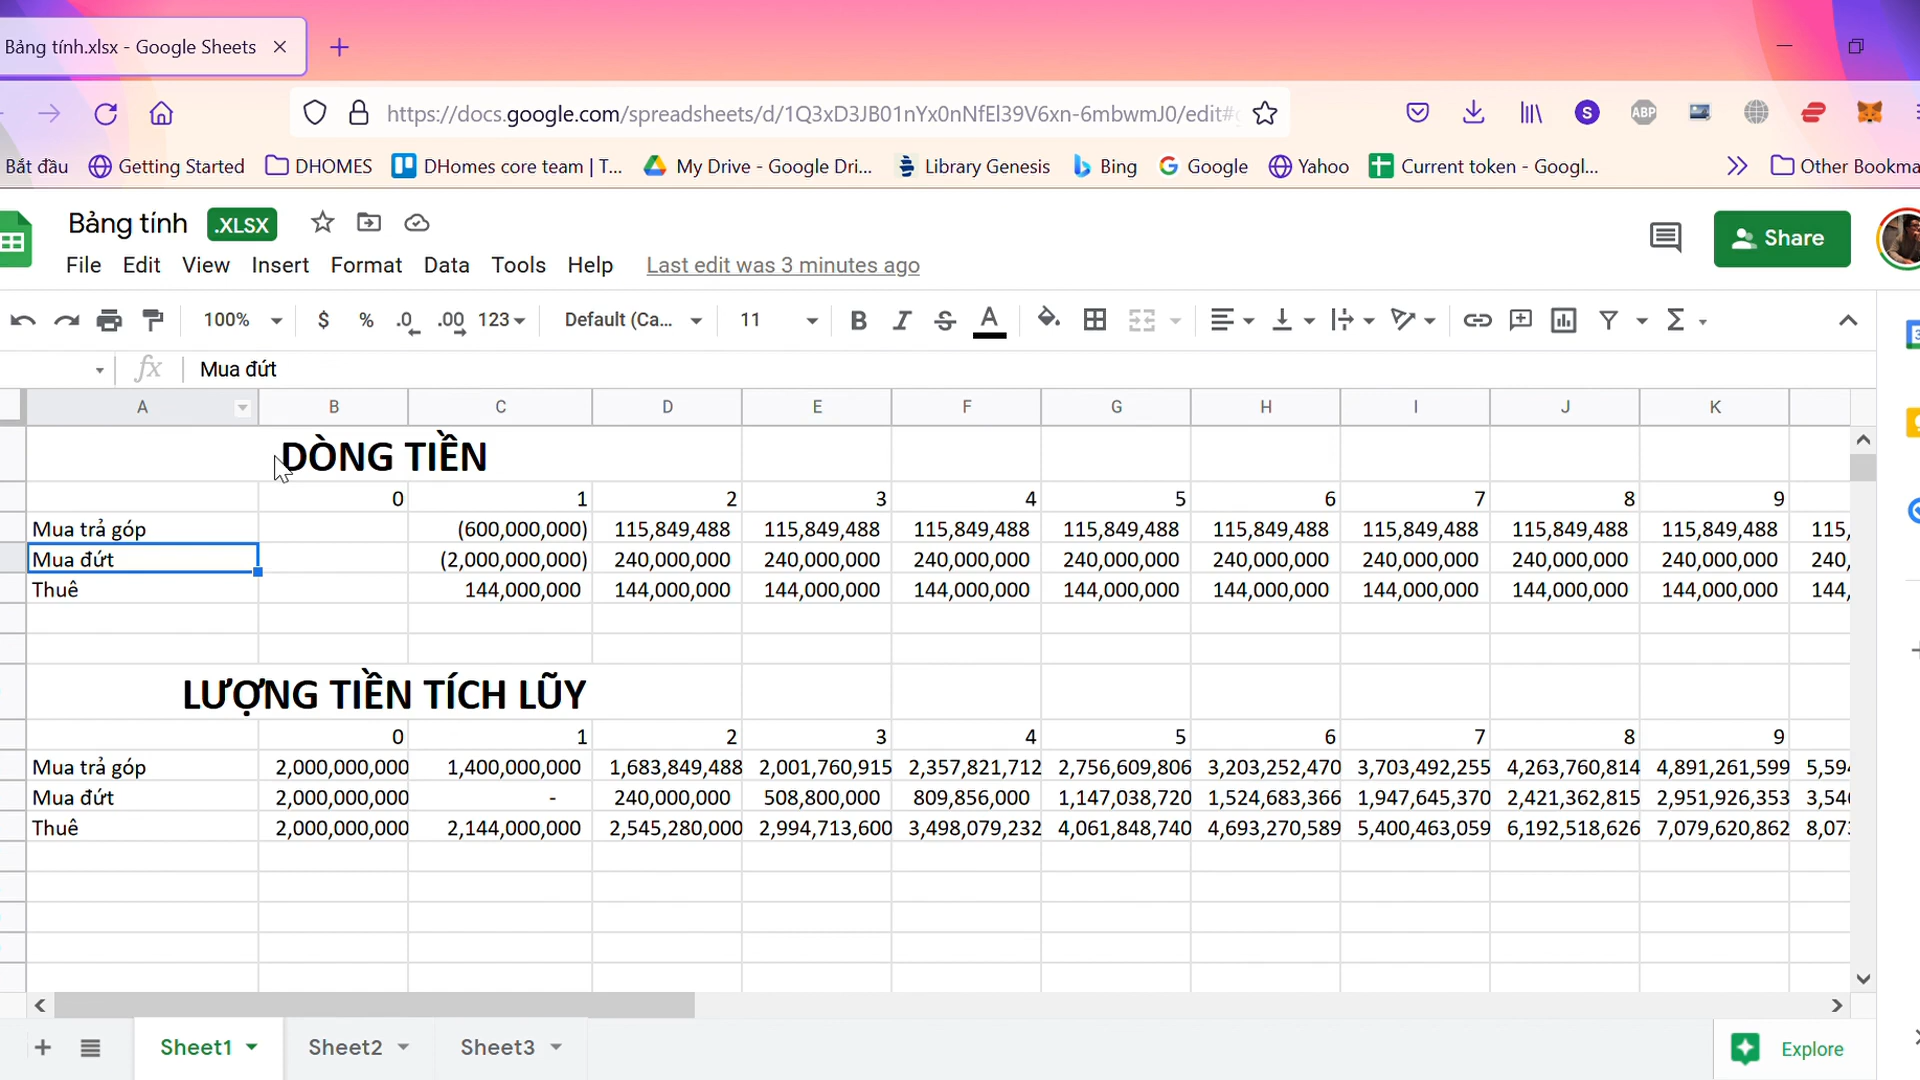 Bảng tính.xlsx - Google Sheets
https://docs.google.com/spreadsheets/d/1Q3xD3JB01nYx0nNfEl39V6xn-6mbwmJ0/edit#
S ABP
Bắt đầu Getting Started DHOMES DHomes core team | T... My Drive - Google Dri... Library Genesis Bing Google Yahoo Current token - Googl... Other Bookma
Bảng tính .XLSX
Share
File Edit View Insert Format Data Tools Help Last edit was 3 minutes ago
100% $ % .0 .00 123 Default (Ca... 11 B I S A Σ
fx Mua đứt
A B C D E F G H I J K
DÒNG TIỀN
0 1 2 3 4 5 6 7 8 9
Mua trả góp (600,000,000) 115,849,488 115,849,488 115,849,488 115,849,488 115,849,488 115,849,488 115,849,488 115,849,488 115,
Mua đứt (2,000,000,000) 240,000,000 240,000,000 240,000,000 240,000,000 240,000,000 240,000,000 240,000,000 240,000,000 240,
Thuê 144,000,000 144,000,000 144,000,000 144,000,000 144,000,000 144,000,000 144,000,000 144,000,000 144,000,000 144,
LƯỢNG TIỀN TÍCH LŨY
0 1 2 3 4 5 6 7 8 9
Mua trả góp 2,000,000,000 1,400,000,000 1,683,849,488 2,001,760,915 2,357,821,712 2,756,609,806 3,203,252,470 3,703,492,255 4,263,760,814 4,891,261,599 5,594
Mua đứt 2,000,000,000 - 240,000,000 508,800,000 809,856,000 1,147,038,720 1,524,683,366 1,947,645,370 2,421,362,815 2,951,926,353 3,54
Thuê 2,000,000,000 2,144,000,000 2,545,280,000 2,994,713,600 3,498,079,232 4,061,848,740 4,693,270,589 5,400,463,059 6,192,518,626 7,079,620,862 8,07
Sheet1 Sheet2 Sheet3 Explore